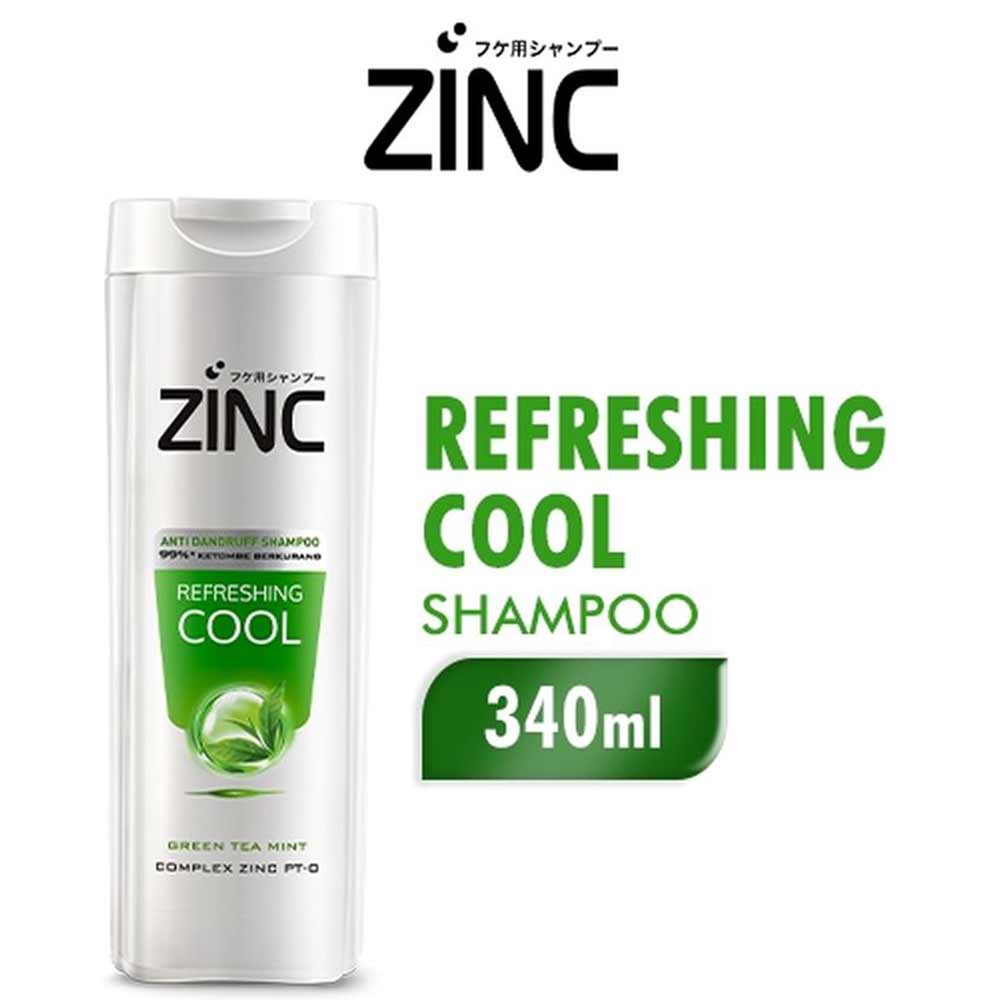 フケ用シャンプー
ZINC
フケ用シャンプー
ZINC
ANTI DANDRUFF SHAMPOO
99%* KETOMBE BERKURANG
REFRESHING
COOL
GREEN TEA MINT
COMPLEX ZINC PT-O
REFRESHING
COOL
SHAMPOO
340ml